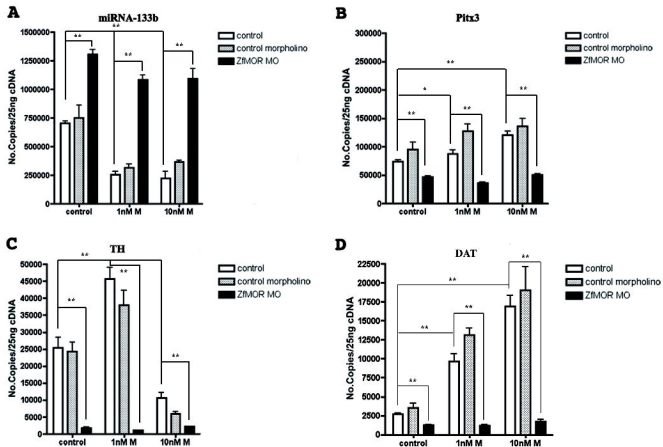 A
miRNA-133b
No.Copies/25ng cDNA
1500000
1250000
1000000
750000
500000
250000
0
** ** ** ** **
control 1nM M 10nM M
control
control morpholino
ZfMOR MO
B
Pitx3
No.Copies/25ng cDNA
300000
250000
200000
150000
100000
50000
0
** * ** ** **
control 1nM M 10nM M
control
control morpholino
ZfMOR MO
C
TH
No.Copies/25ng cDNA
50000
45000
40000
35000
30000
25000
20000
15000
10000
5000
0
** ** ** ** **
control 1nM M 10nM M
control
control morpholino
ZfMOR MO
D
DAT
No.Copies/25ng cDNA
22500
20000
17500
15000
12500
10000
7500
5000
2500
0
** ** ** ** **
control 1nM M 10nM M
control
control morpholino
ZfMOR MO